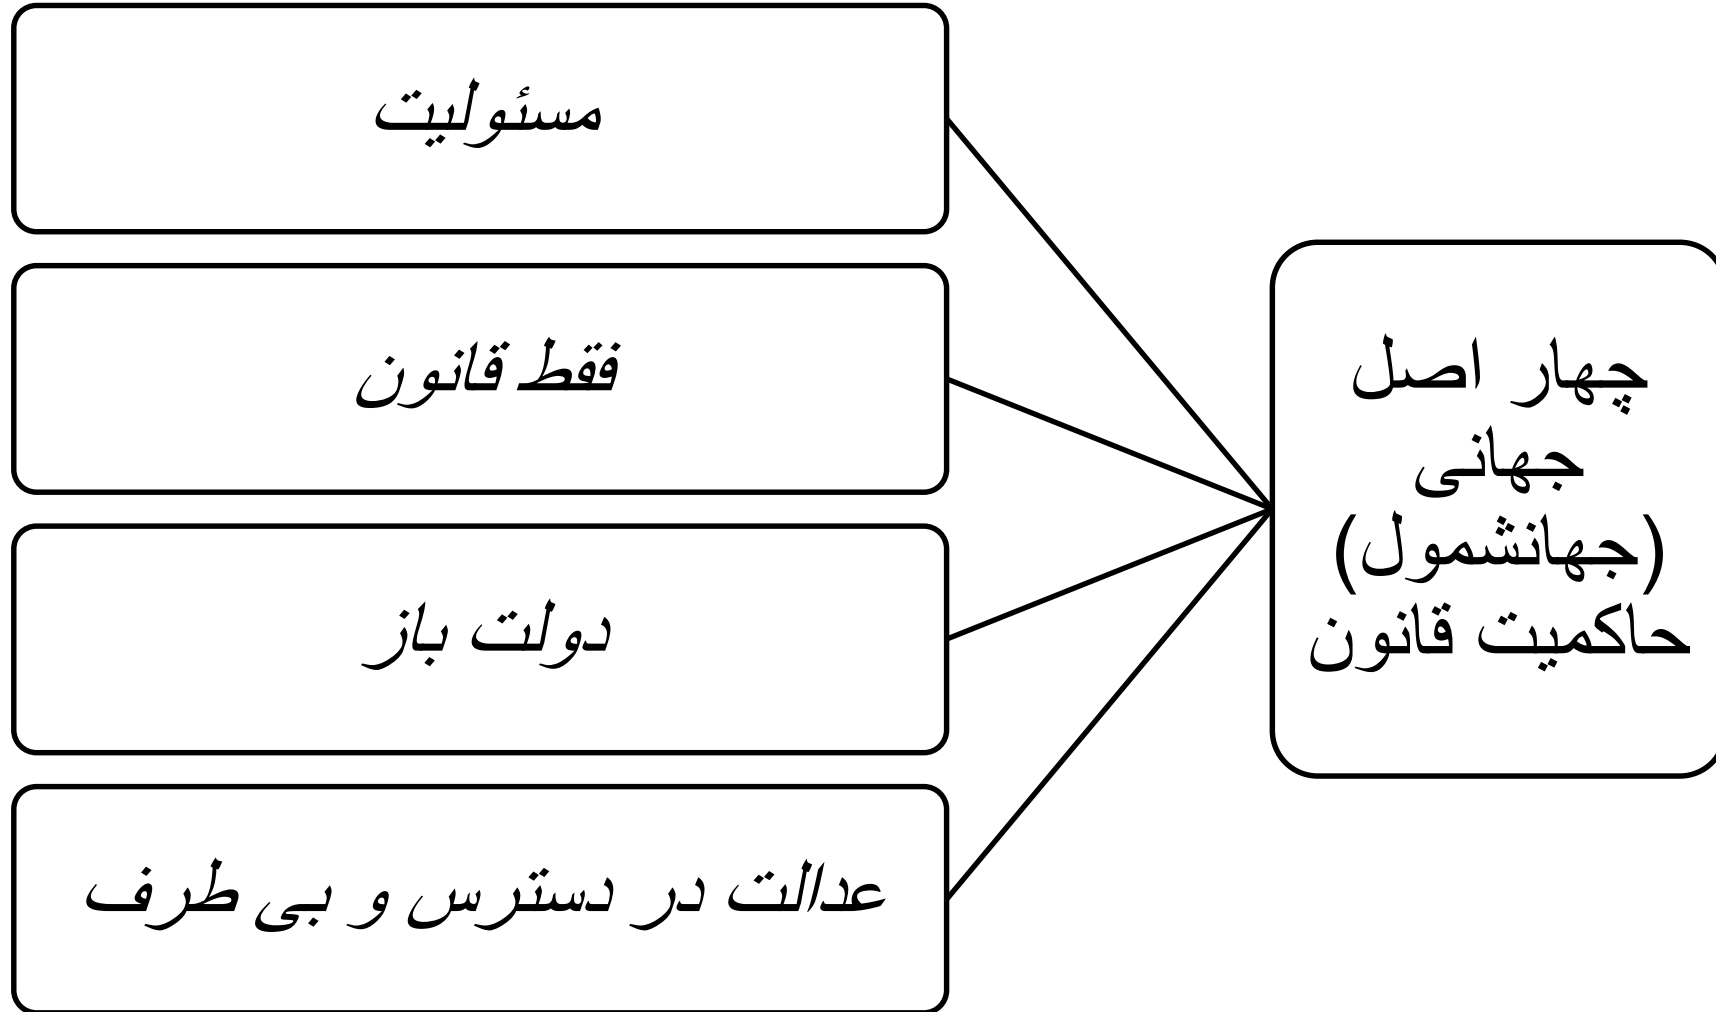 چهار اصل
جهانی
(جهانشمول)
حاکمیت قانون
مسئولیت
فقط قانون
دولت باز
عدالت در دسترس و بی طرف